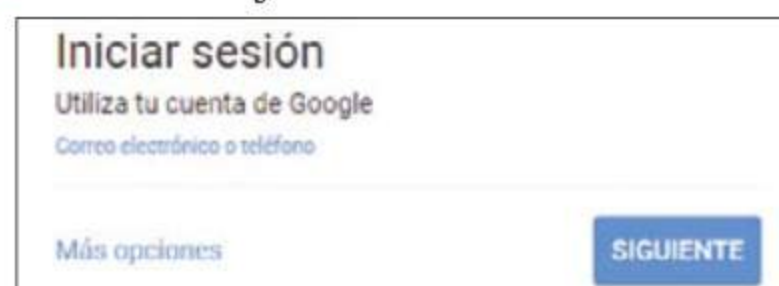 Iniciar sesión
Utiliza tu cuenta de Google
Correo electrónico o teléfono
Más opciones
SIGUIENTE